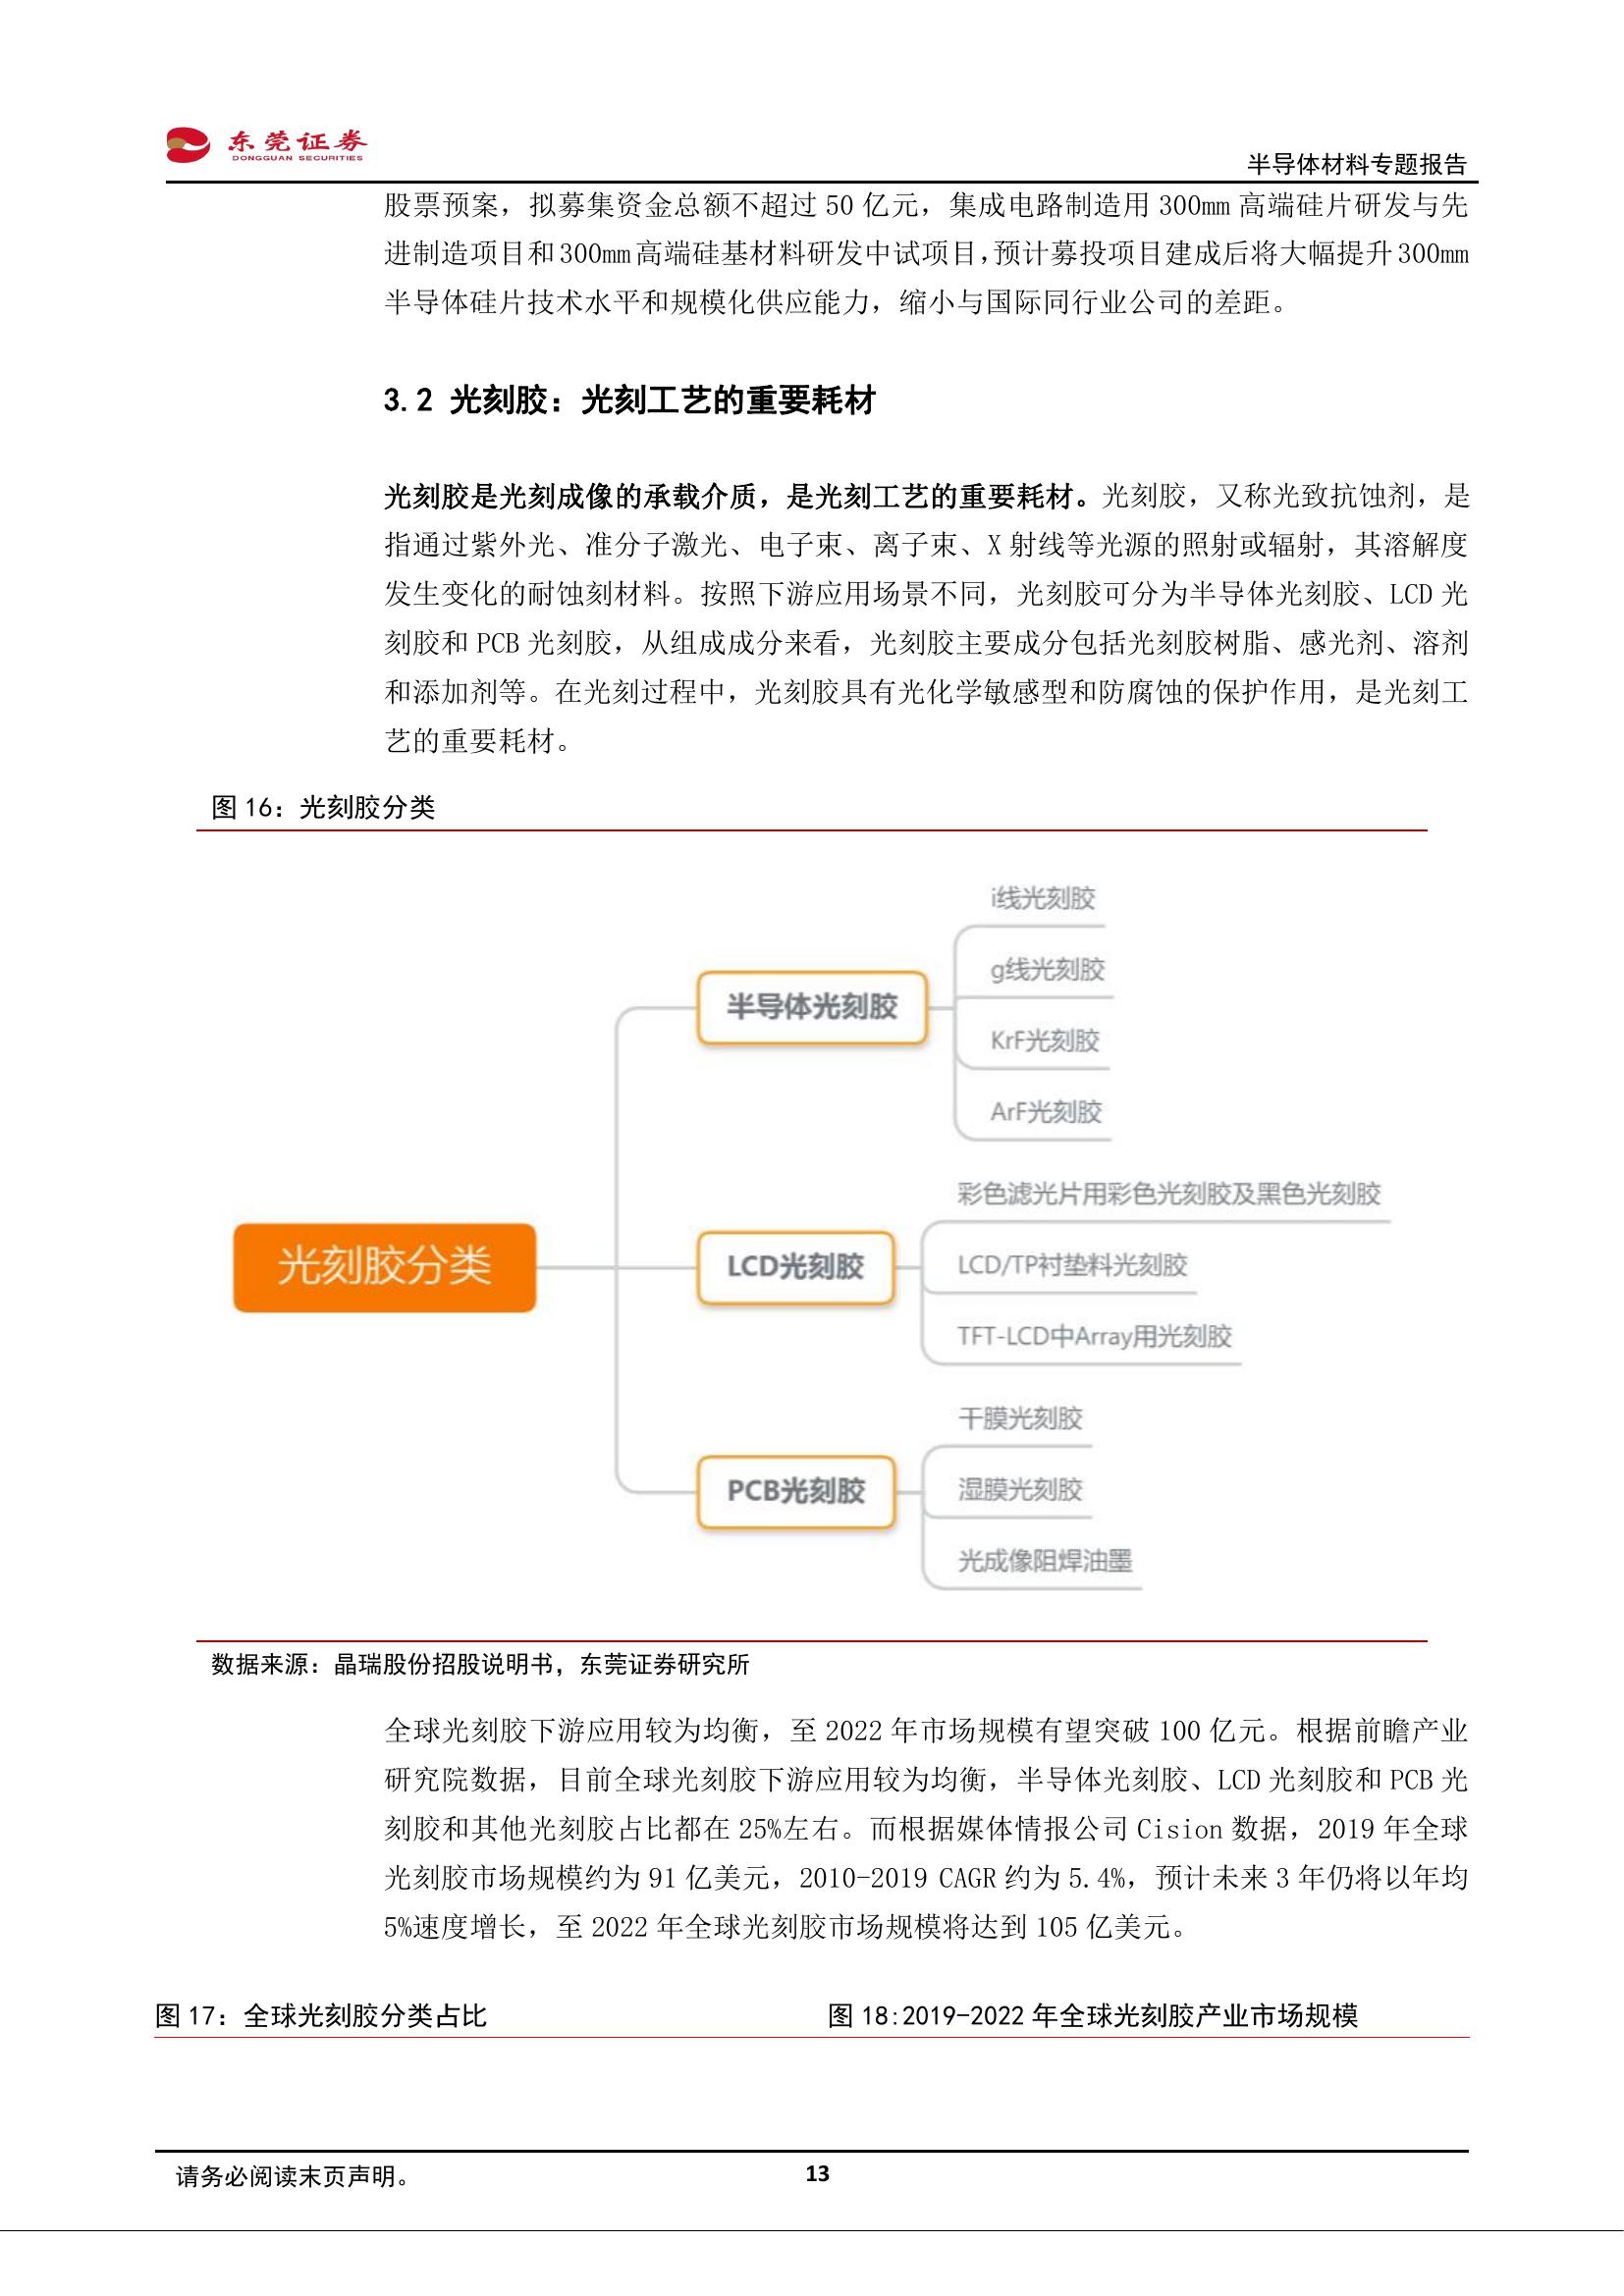 东莞证券
DONGGUAN SECURITIES
半导体材料专题报告
股票预案，拟募集资金总额不超过 50 亿元，集成电路制造用 300mm 高端硅片研发与先
进制造项目和 300mm 高端硅基材料研发中试项目，预计募投项目建成后将大幅提升 300mm
半导体硅片技术水平和规模化供应能力，缩小与国际同行业公司的差距。
3.2 光刻胶：光刻工艺的重要耗材
光刻胶是光刻成像的承载介质，是光刻工艺的重要耗材。光刻胶，又称光致抗蚀剂，是
指通过紫外光、准分子激光、电子束、离子束、X 射线等光源的照射或辐射，其溶解度
发生变化的耐蚀刻材料。按照下游应用场景不同，光刻胶可分为半导体光刻胶、LCD 光
刻胶和 PCB 光刻胶，从组成成分来看，光刻胶主要成分包括光刻胶树脂、感光剂、溶剂
和添加剂等。在光刻过程中，光刻胶具有光化学敏感型和防腐蚀的保护作用，是光刻工
艺的重要耗材。
图 16：光刻胶分类
光刻胶分类
半导体光刻胶
i线光刻胶
g线光刻胶
KrF光刻胶
ArF光刻胶
LCD光刻胶
彩色滤光片用彩色光刻胶及黑色光刻胶
LCD/TP衬垫料光刻胶
TFT-LCD中Array用光刻胶
PCB光刻胶
干膜光刻胶
湿膜光刻胶
光成像阻焊油墨
数据来源：晶瑞股份招股说明书，东莞证券研究所
全球光刻胶下游应用较为均衡，至 2022 年市场规模有望突破 100 亿元。根据前瞻产业
研究院数据，目前全球光刻胶下游应用较为均衡，半导体光刻胶、LCD 光刻胶和 PCB 光
刻胶和其他光刻胶占比都在 25%左右。而根据媒体情报公司 Cision 数据，2019 年全球
光刻胶市场规模约为 91 亿美元，2010-2019 CAGR 约为 5.4%，预计未来 3 年仍将以年均
5%速度增长，至 2022 年全球光刻胶市场规模将达到 105 亿美元。
图 17：全球光刻胶分类占比
图 18:2019-2022 年全球光刻胶产业市场规模
请务必阅读末页声明。
13